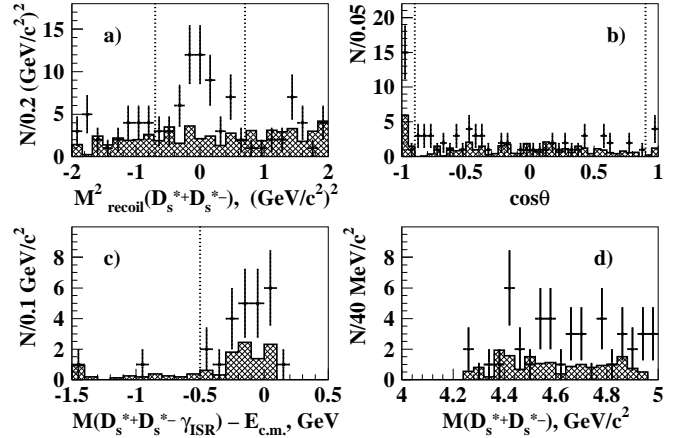 N/0.2 (GeV/c²)²
15
10
5
0
a)
-2 -1 0 1 2
M²recoil(Dₛ*+Dₛ*-), (GeV/c²)²
N/0.05
20
15
10
5
0
b)
-1 -0.5 0 0.5 1
cosθ
N/0.1 GeV/c²
8
6
4
2
0
c)
-1.5 -1 -0.5 0 0.5
M(Dₛ*+Dₛ*- γISR) – Ec.m., GeV
N/40 MeV/c²
8
6
4
2
0
d)
4 4.2 4.4 4.6 4.8 5
M(Dₛ*+Dₛ*-), GeV/c²